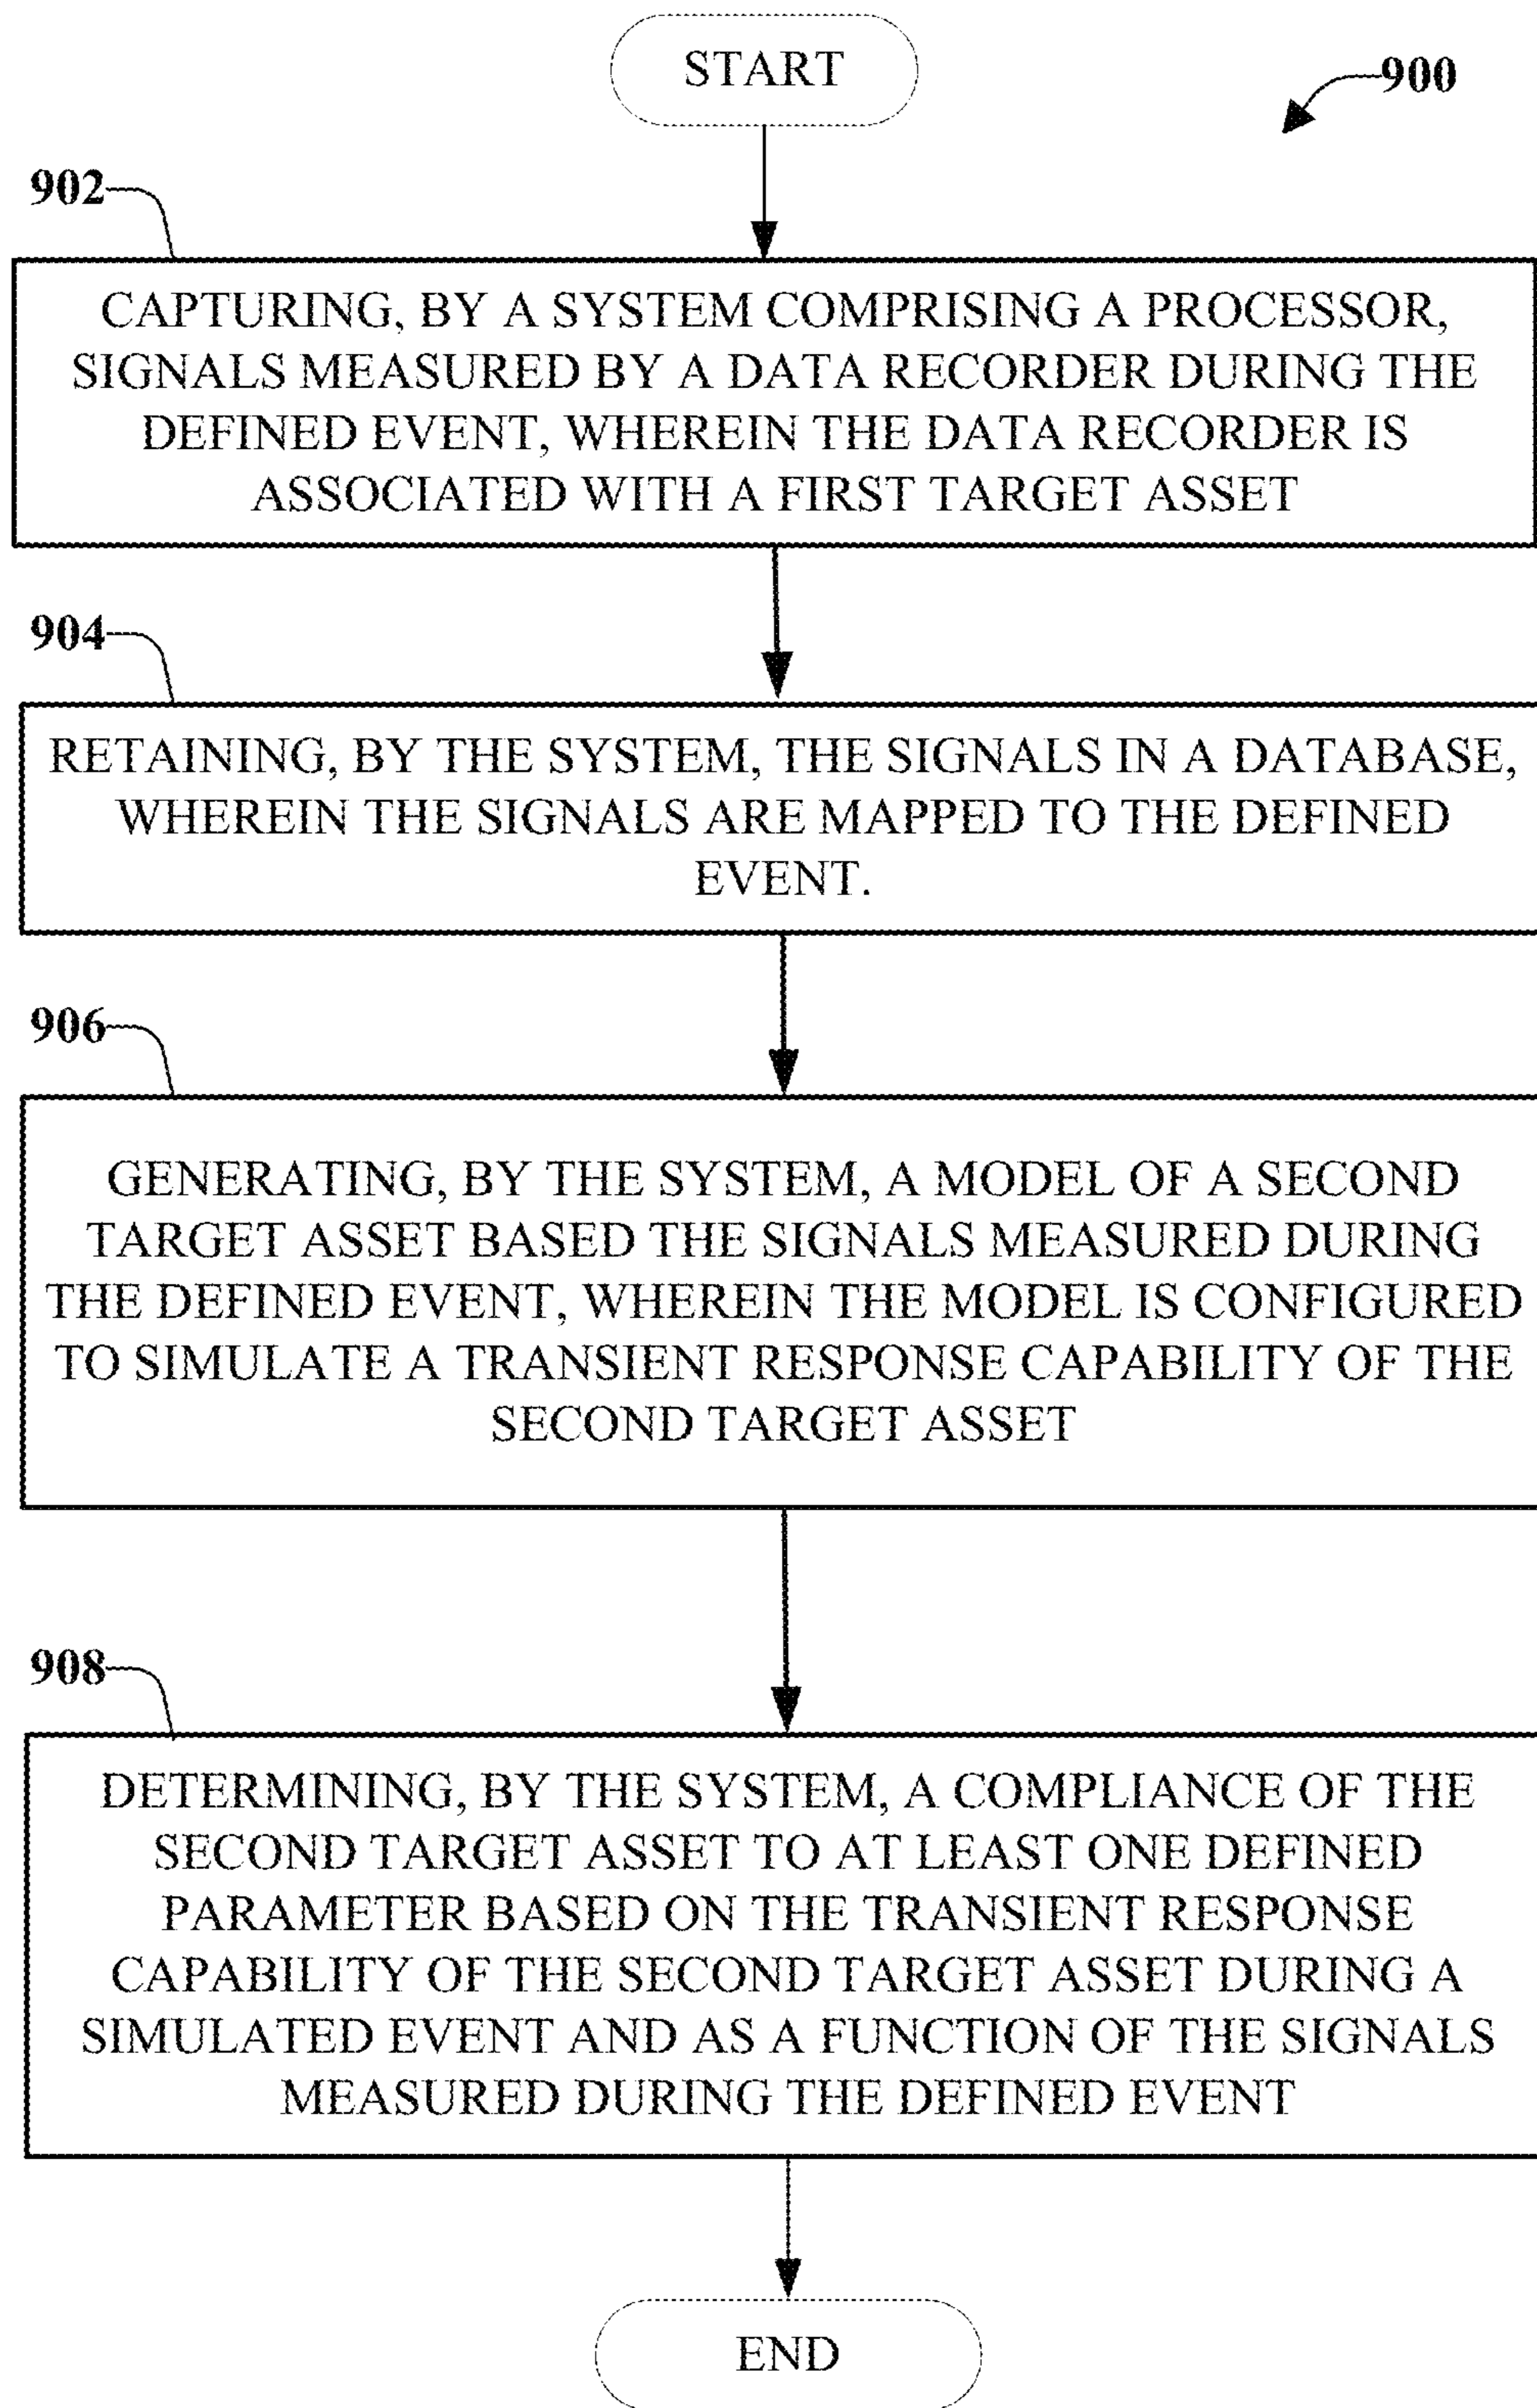 START
900
902
CAPTURING, BY A SYSTEM COMPRISING A PROCESSOR,
SIGNALS MEASURED BY A DATA RECORDER DURING THE
DEFINED EVENT, WHEREIN THE DATA RECORDER IS
ASSOCIATED WITH A FIRST TARGET ASSET
904
RETAINING, BY THE SYSTEM, THE SIGNALS IN A DATABASE,
WHEREIN THE SIGNALS ARE MAPPED TO THE DEFINED
EVENT.
906
GENERATING, BY THE SYSTEM, A MODEL OF A SECOND
TARGET ASSET BASED THE SIGNALS MEASURED DURING
THE DEFINED EVENT, WHEREIN THE MODEL IS CONFIGURED
TO SIMULATE A TRANSIENT RESPONSE CAPABILITY OF THE
SECOND TARGET ASSET
908
DETERMINING, BY THE SYSTEM, A COMPLIANCE OF THE
SECOND TARGET ASSET TO AT LEAST ONE DEFINED
PARAMETER BASED ON THE TRANSIENT RESPONSE
CAPABILITY OF THE SECOND TARGET ASSET DURING A
SIMULATED EVENT AND AS A FUNCTION OF THE SIGNALS
MEASURED DURING THE DEFINED EVENT
END